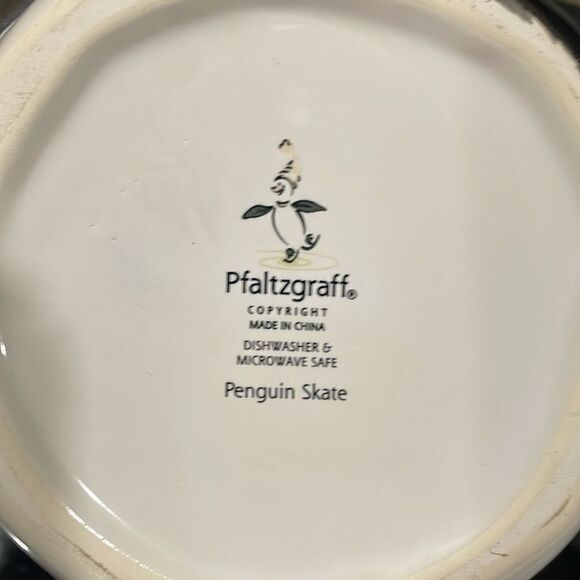 Pfaltzgraff®
COPYRIGHT
MADE IN CHINA
DISHWASHER &
MICROWAVE SAFE
Penguin Skate